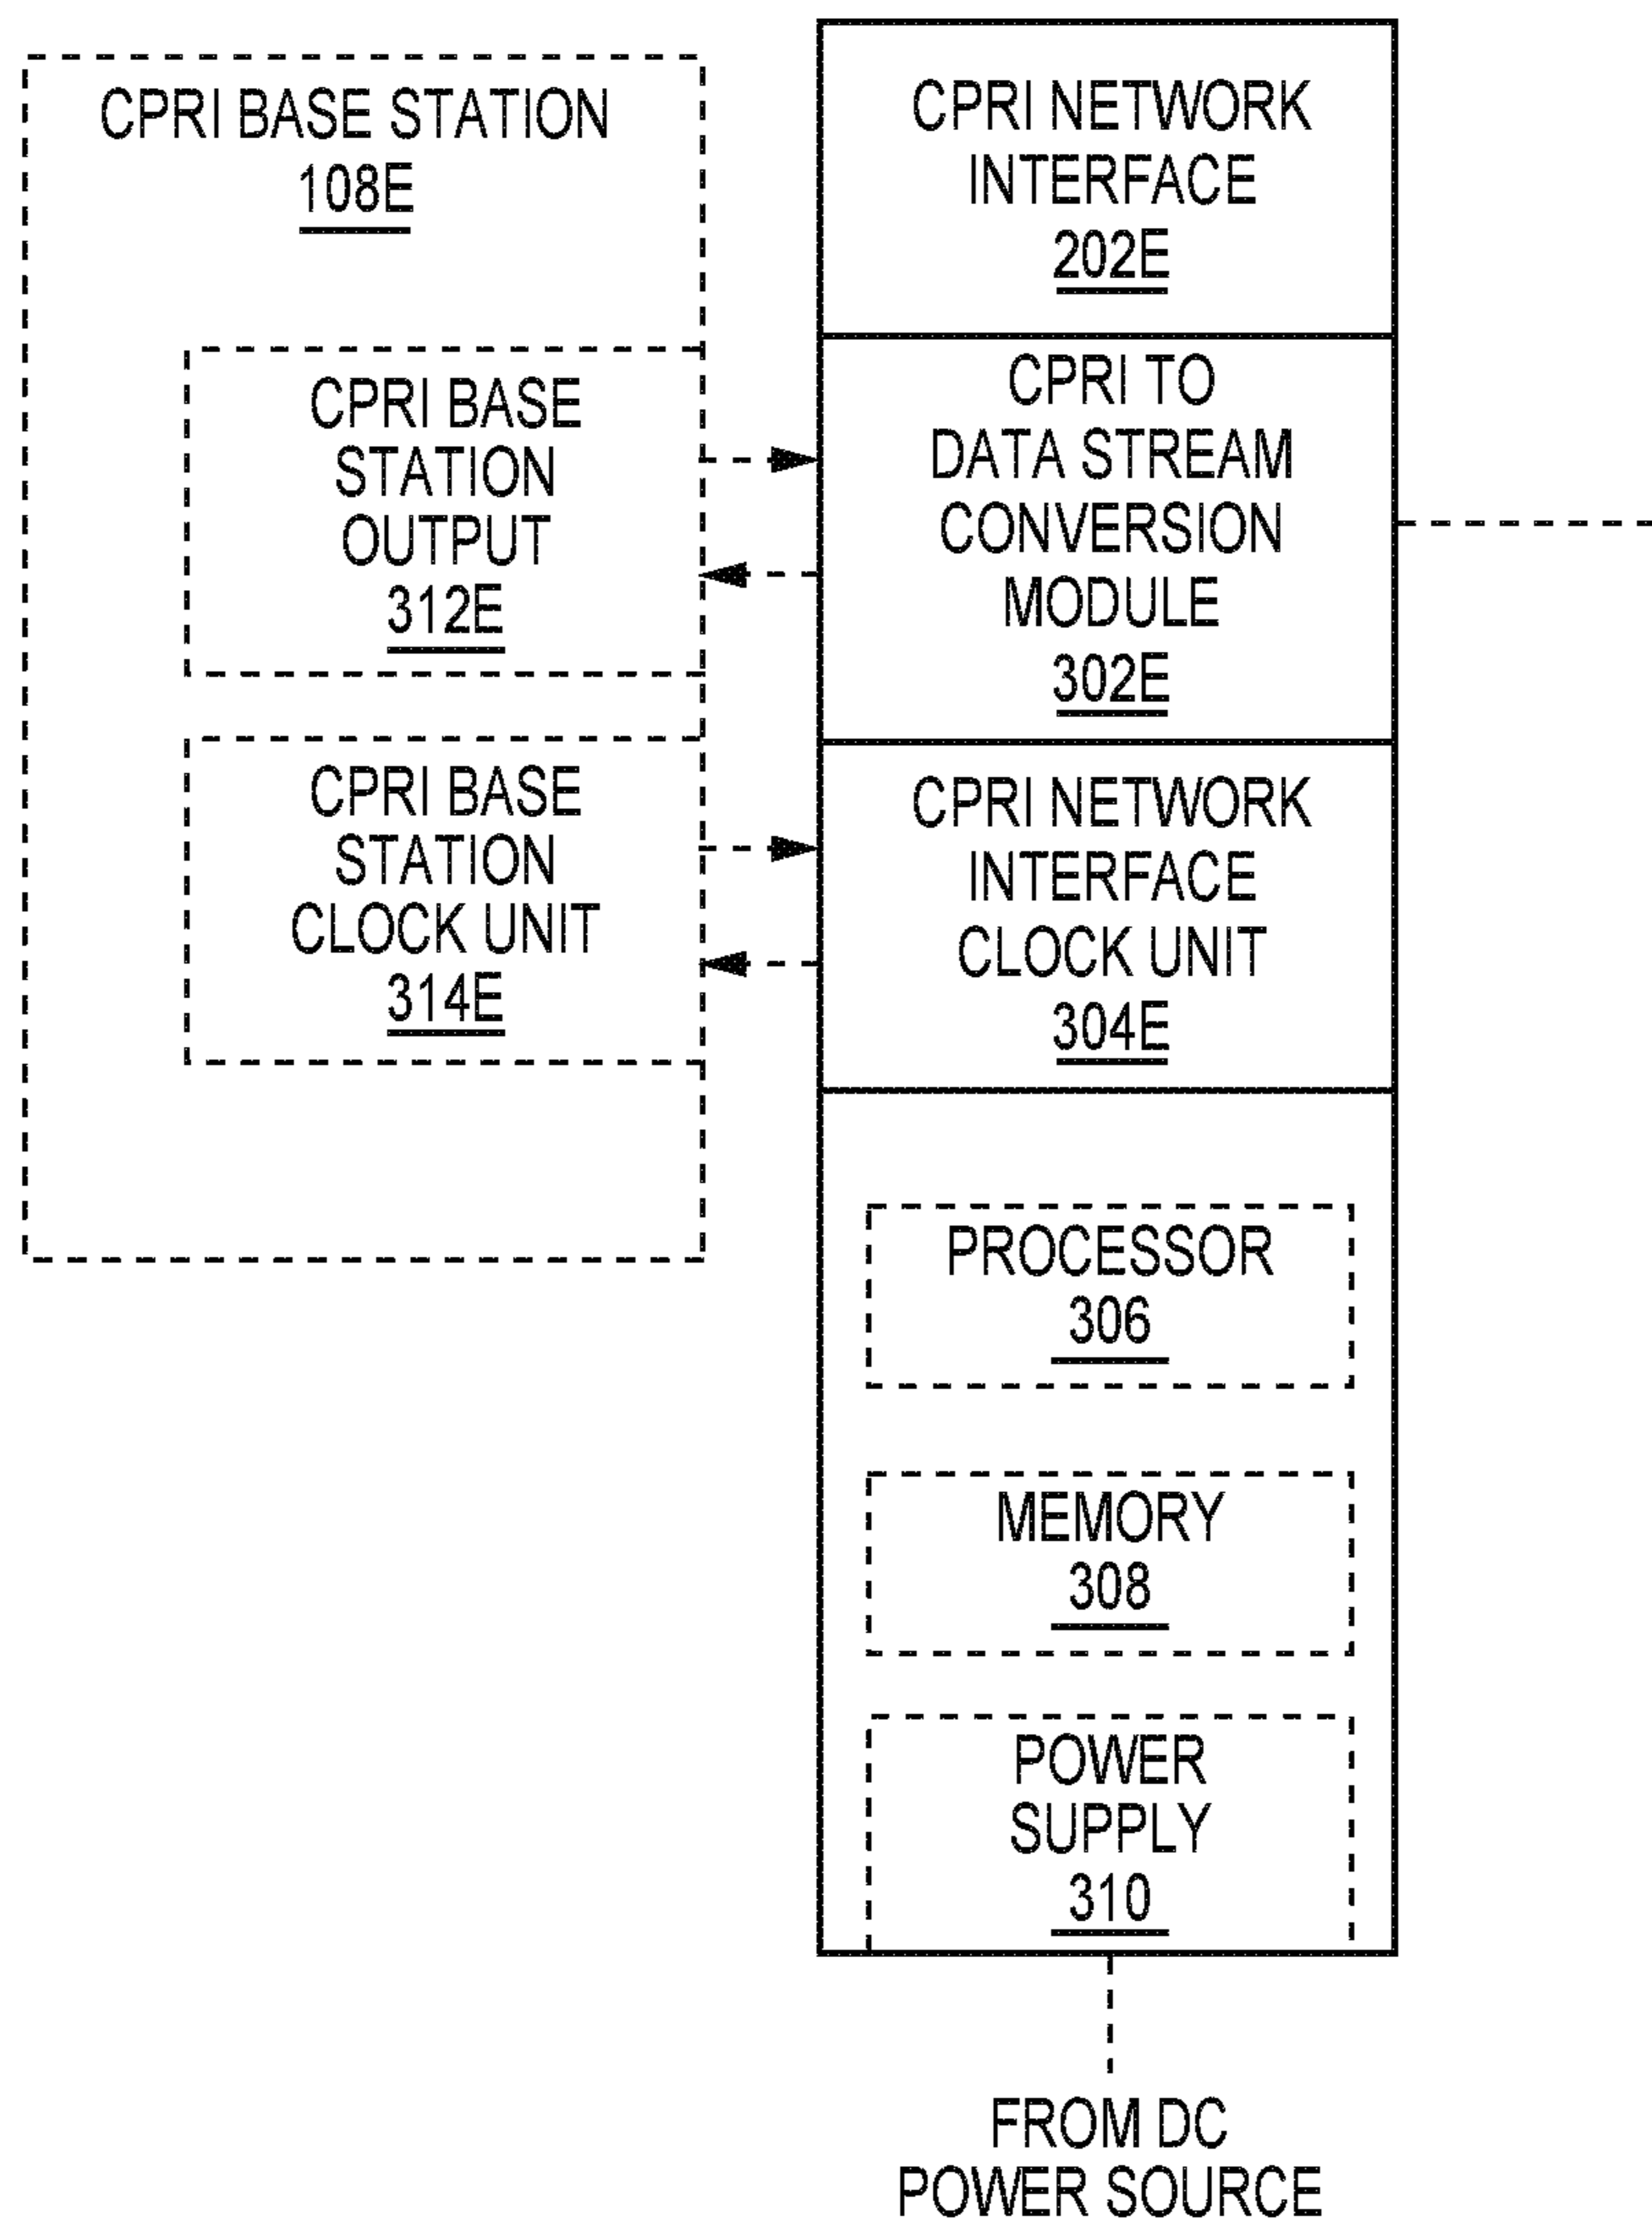 CPRI BASE STATION
108E
CPRI BASE
STATION
OUTPUT
312E
CPRI BASE
STATION
CLOCK UNIT
314E
CPRI NETWORK
INTERFACE
202E
CPRI TO
DATA STREAM
CONVERSION
MODULE
302E
CPRI NETWORK
INTERFACE
CLOCK UNIT
304E
PROCESSOR
306
MEMORY
308
POWER
SUPPLY
310
FROM DC
POWER SOURCE